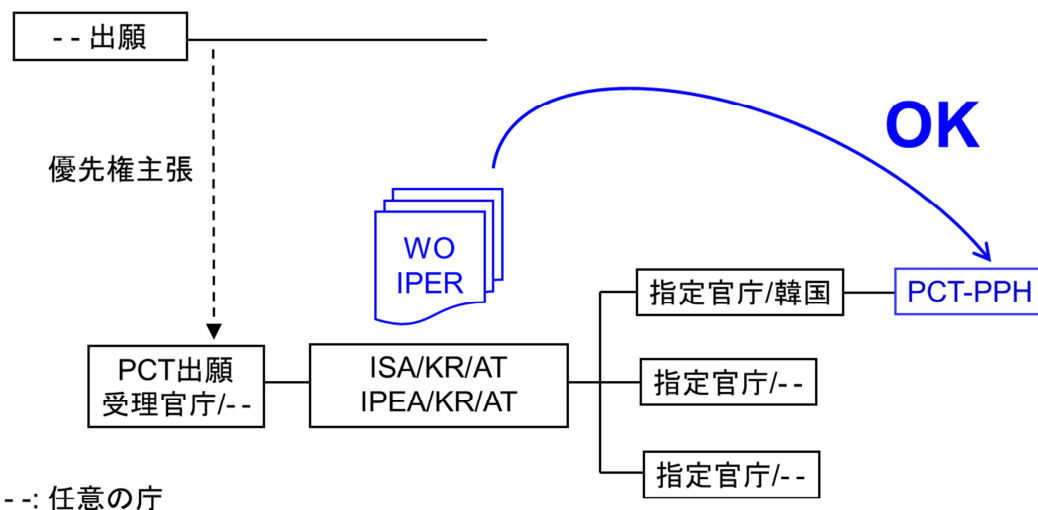 - - 出願
OK
優先権主張
WO
IPER
指定官庁/韓国
PCT-PPH
PCT出願
受理官庁/- -
ISA/KR/AT
IPEA/KR/AT
指定官庁/- -
指定官庁/- -
- -: 任意の庁